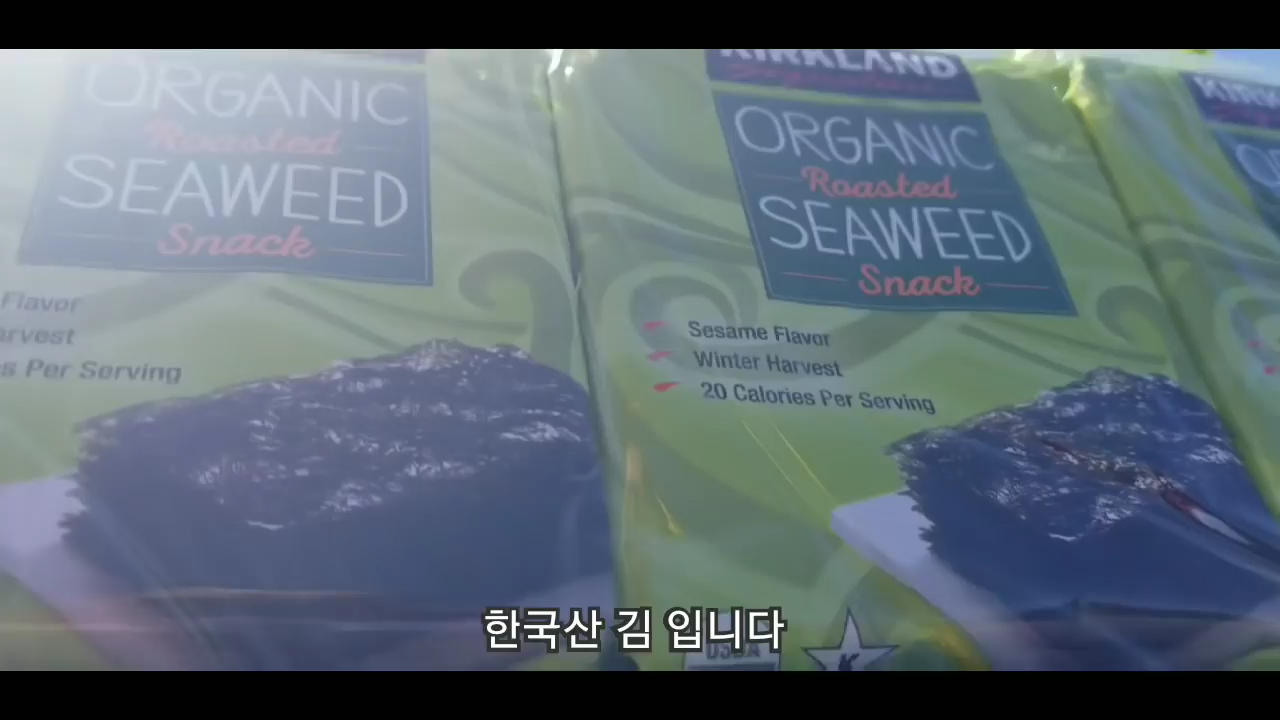 ORGANIC
Roasted
SEAWEED
Snack
Flavor
Per Serving
KIRKLAND
ORGANIC
Roasted
SEAWEED
Snack
Sesame Flavor
Winter Harvest
20 Calories Per Serving
K
한국산 김 입니다